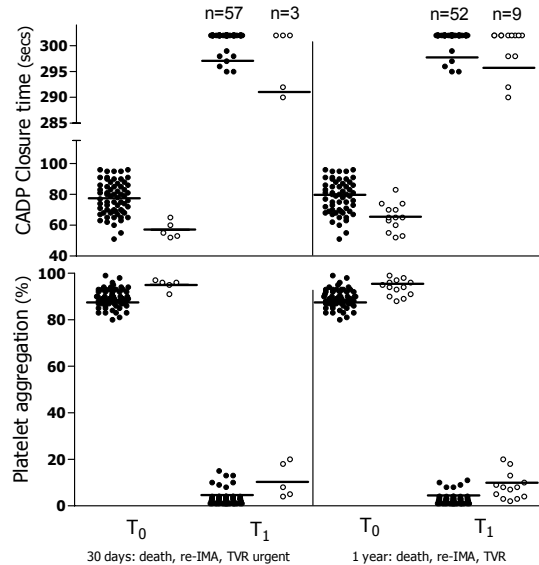 n=57 n=3 n=52 n=9
CADP Closure time (secs)
300
295
290
285
100
80
60
40
Platelet aggregation (%)
100
80
60
40
20
0
T0 T1 T0 T1
30 days: death, re-IMA, TVR urgent 1 year: death, re-IMA, TVR